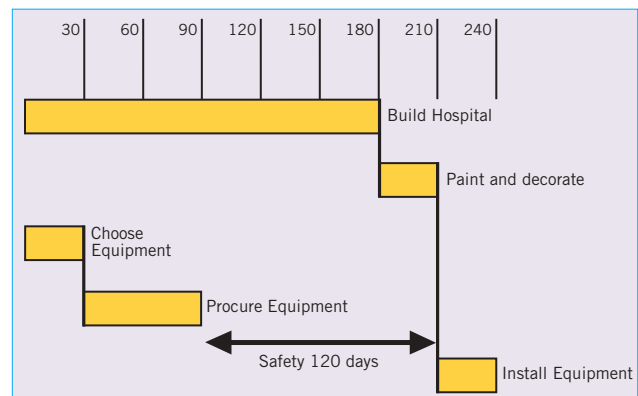 30 60 90 120 150 180 210 240
Build Hospital
Paint and decorate
Choose
Equipment
Procure Equipment
Safety 120 days
Install Equipment